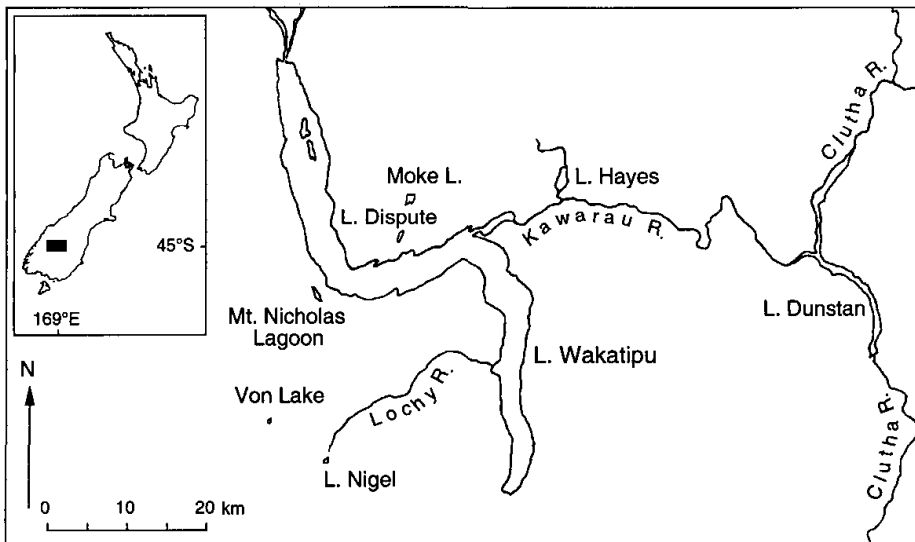 45°S
169°E
N
0 10 20 km
Moke L.
L. Dispute
Mt. Nicholas
Lagoon
Von Lake
Lochy R.
L. Nigel
L. Wakatipu
L. Hayes
Kawarau R.
Clutha R.
L. Dunstan
Clutha R.